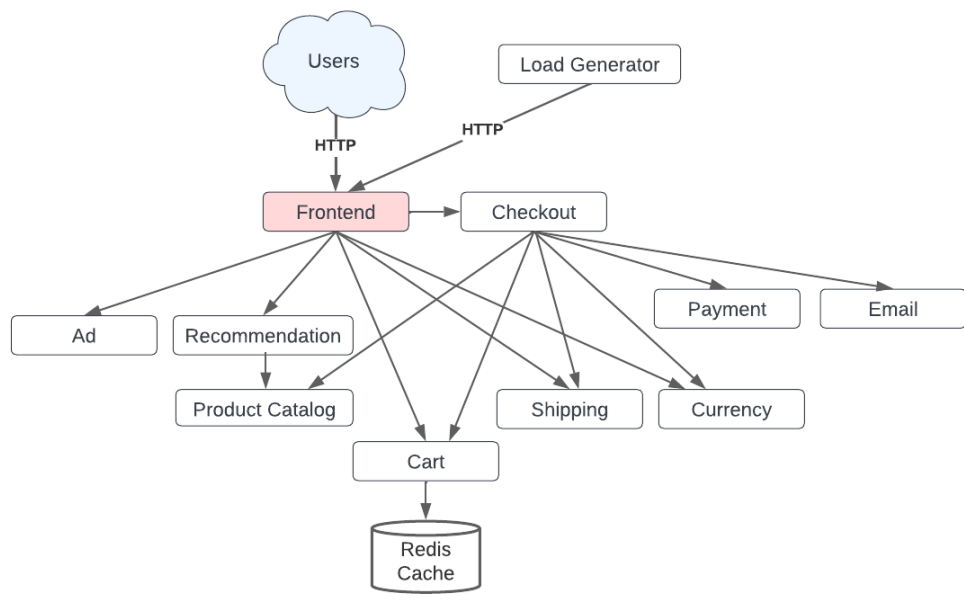 Users
Load Generator
HTTP
HTTP
Frontend
Checkout
Payment
Email
Ad
Recommendation
Product Catalog
Shipping
Currency
Cart
Redis
Cache